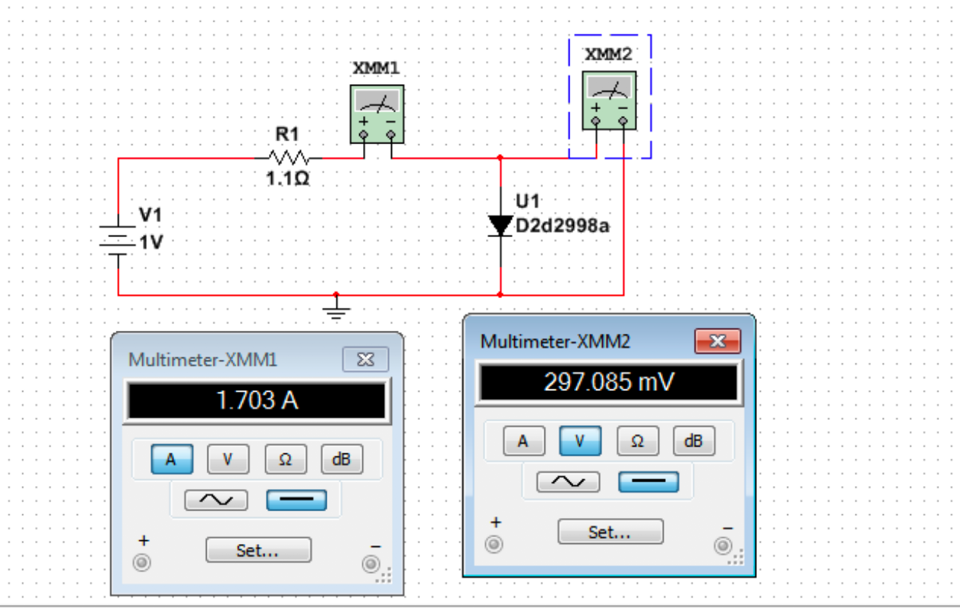 XMM1
XMM2
R1
1.1Ω
V1
1V
U1
D2d2998a
+ −
+ −
Multimeter-XMM1
1.703 A
A V Ω dB
+ Set... −
Multimeter-XMM2
297.085 mV
A V Ω dB
+ Set... −